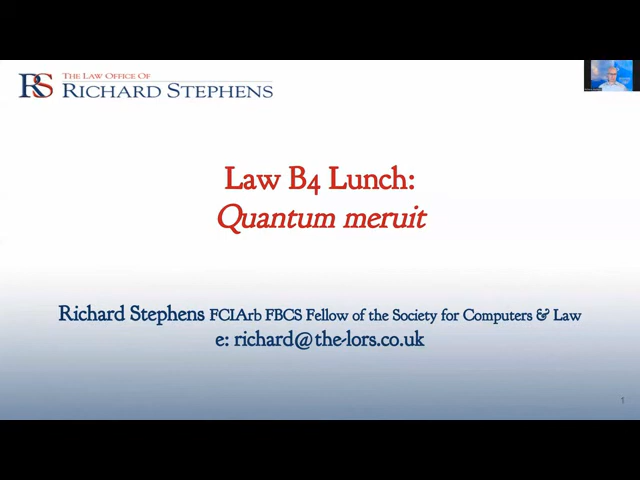 RS
THE LAW OFFICE OF
RICHARD STEPHENS
Law B4 Lunch:
Quantum meruit
Richard Stephens FCIArb FBCS Fellow of the Society for Computers & Law
e: richard@the-lors.co.uk
1